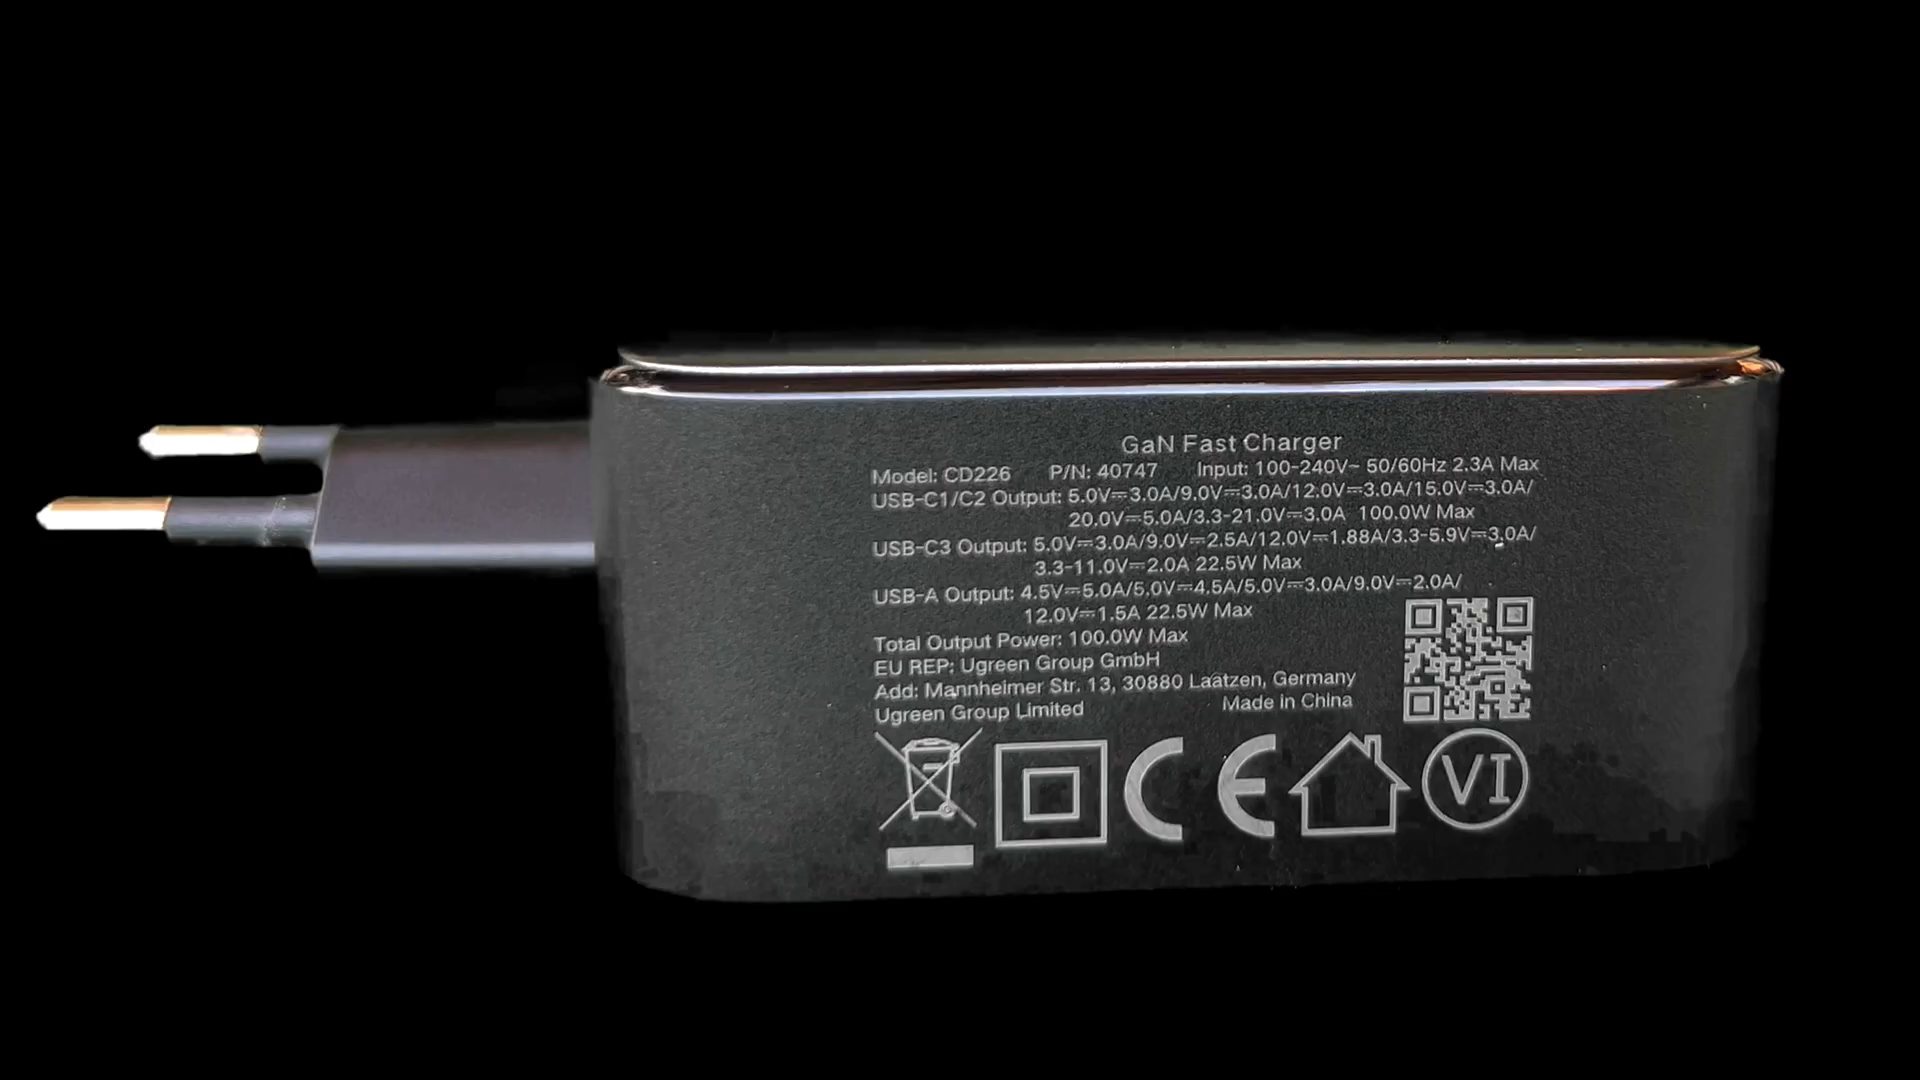 GaN Fast Charger
Model: CD226 P/N: 40747 Input: 100-240V~ 50/60Hz 2.3A Max
USB-C1/C2 Output: 5.0V⎓3.0A/9.0V⎓3.0A/12.0V⎓3.0A/15.0V⎓3.0A/
20.0V⎓5.0A/3.3-21.0V⎓3.0A 100.0W Max
USB-C3 Output: 5.0V⎓3.0A/9.0V⎓2.5A/12.0V⎓1.88A/3.3-5.9V⎓3.0A/
3.3-11.0V⎓2.0A 22.5W Max
USB-A Output: 4.5V⎓5.0A/5.0V⎓4.5A/5.0V⎓3.0A/9.0V⎓2.0A/
12.0V⎓1.5A 22.5W Max
Total Output Power: 100.0W Max
EU REP: Ugreen Group GmbH
Add: Mannheimer Str. 13, 30880 Laatzen, Germany
Ugreen Group Limited Made in China
CE VI